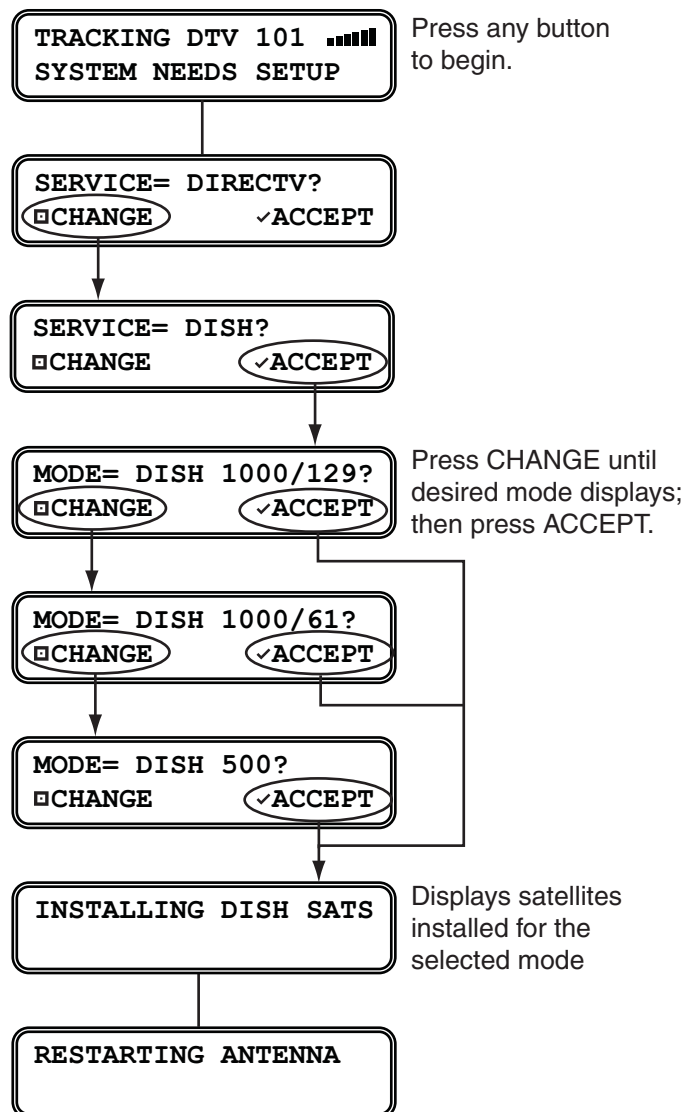 TRACKING DTV 101
SYSTEM NEEDS SETUP
Press any button
to begin.
SERVICE= DIRECTV?
CHANGE ✓ACCEPT
SERVICE= DISH?
CHANGE ✓ACCEPT
MODE= DISH 1000/129?
CHANGE ✓ACCEPT
Press CHANGE until
desired mode displays;
then press ACCEPT.
MODE= DISH 1000/61?
CHANGE ✓ACCEPT
MODE= DISH 500?
CHANGE ✓ACCEPT
INSTALLING DISH SATS
Displays satellites
installed for the
selected mode
RESTARTING ANTENNA